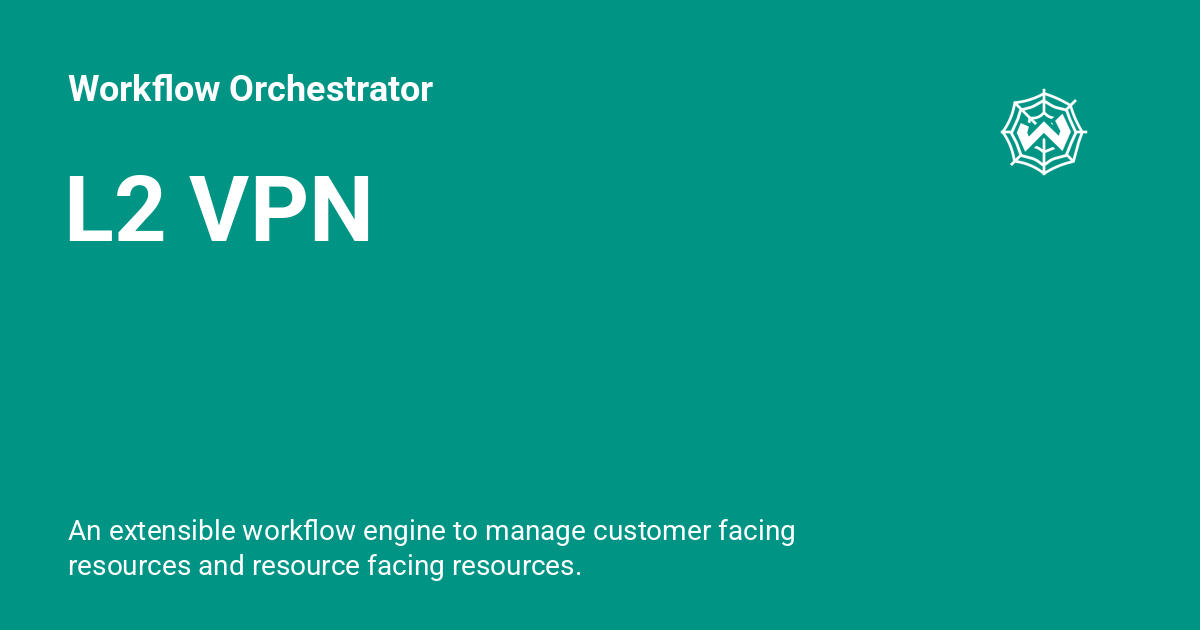 Workflow Orchestrator
L2 VPN
An extensible workflow engine to manage customer facing
resources and resource facing resources.